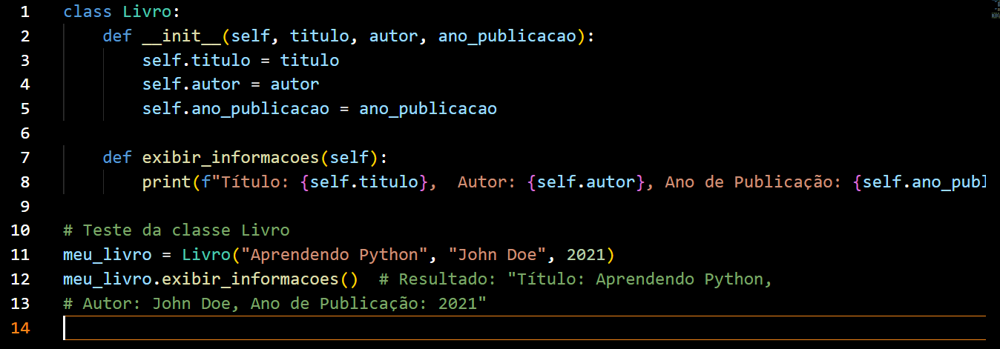 1 class Livro:
2     def __init__(self, titulo, autor, ano_publicacao):
3         self.titulo = titulo
4         self.autor = autor
5         self.ano_publicacao = ano_publicacao
6
7     def exibir_informacoes(self):
8         print(f"Título: {self.titulo},  Autor: {self.autor}, Ano de Publicação: {self.ano_publ
9
10 # Teste da classe Livro
11 meu_livro = Livro("Aprendendo Python", "John Doe", 2021)
12 meu_livro.exibir_informacoes()  # Resultado: "Título: Aprendendo Python,
13 # Autor: John Doe, Ano de Publicação: 2021"
14